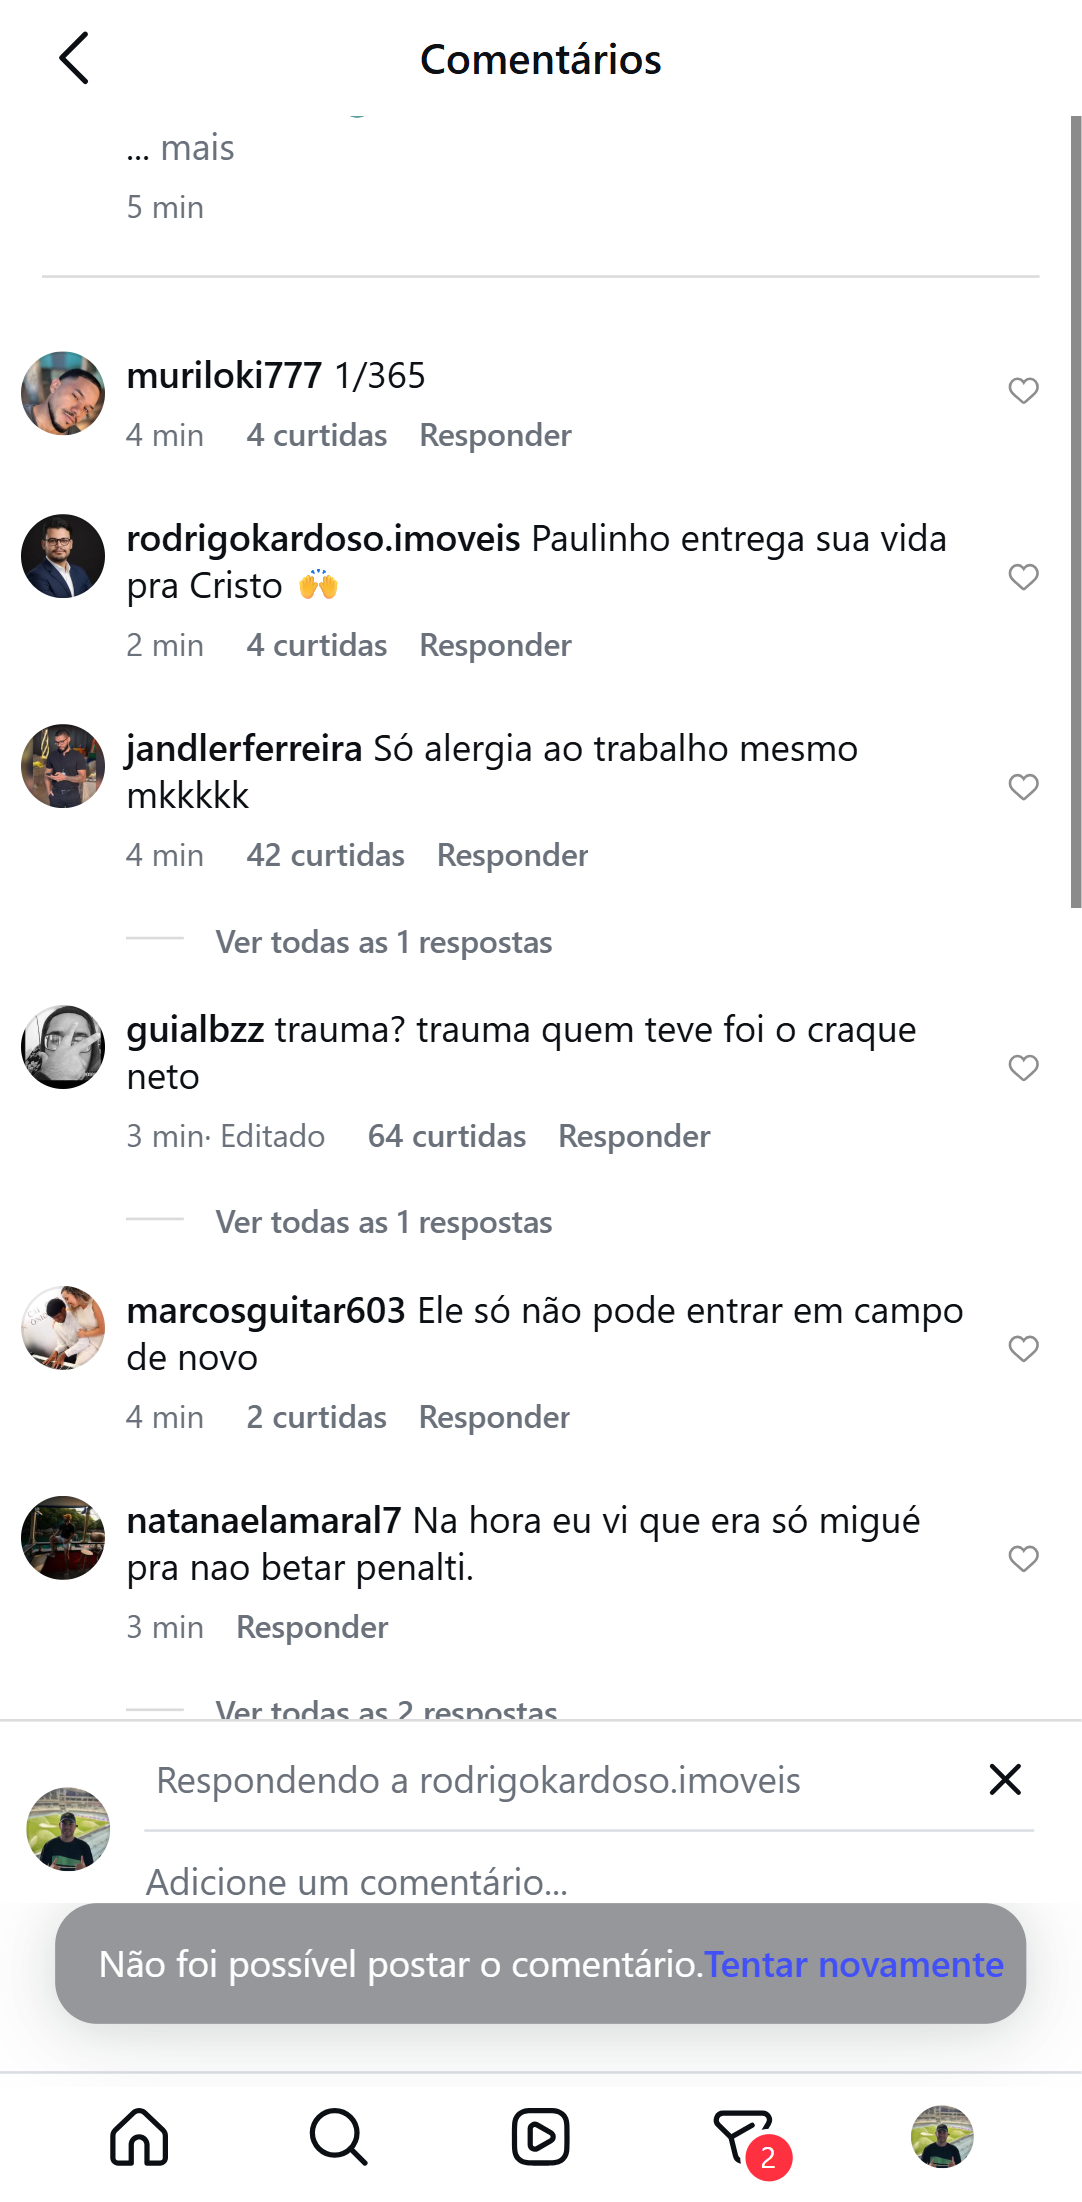 Comentários
... mais
5 min
muriloki777 1/365
4 min 4 curtidas Responder
rodrigokardoso.imoveis Paulinho entrega sua vida
pra Cristo 🙌
2 min 4 curtidas Responder
jandlerferreira Só alergia ao trabalho mesmo
mkkkkk
4 min 42 curtidas Responder
Ver todas as 1 respostas
guialbzz trauma? trauma quem teve foi o craque
neto
3 min· Editado 64 curtidas Responder
Ver todas as 1 respostas
marcosguitar603 Ele só não pode entrar em campo
de novo
4 min 2 curtidas Responder
natanaelamaral7 Na hora eu vi que era só migué
pra nao betar penalti.
3 min Responder
Ver todas as 2 respostas
Respondendo a rodrigokardoso.imoveis
Adicione um comentário...
Não foi possível postar o comentário.Tentar novamente
2